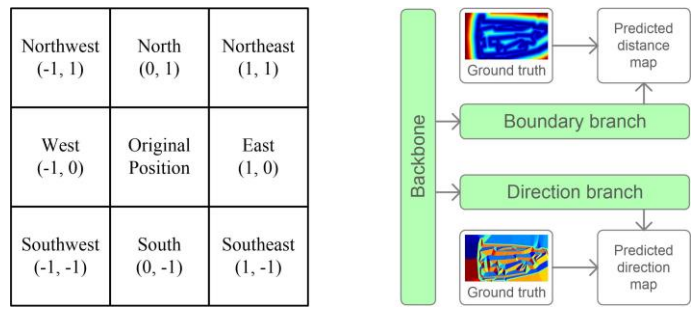 Northwest
(-1, 1)
North
(0, 1)
Northeast
(1, 1)
West
(-1, 0)
Original
Position
East
(1, 0)
Southwest
(-1, -1)
South
(0, -1)
Southeast
(1, -1)
Backbone
Ground truth
Predicted
distance
map
Boundary branch
Direction branch
Ground truth
Predicted
direction
map